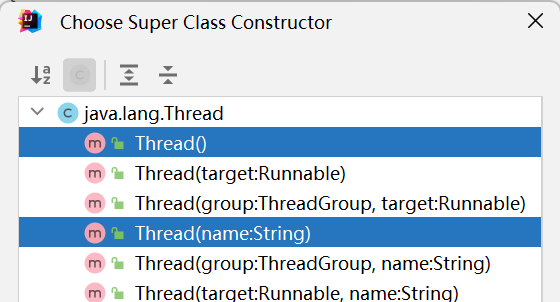 Choose Super Class Constructor
java.lang.Thread
Thread()
Thread(target:Runnable)
Thread(group:ThreadGroup, target:Runnable)
Thread(name:String)
Thread(group:ThreadGroup, name:String)
Thread(target:Runnable, name:String)